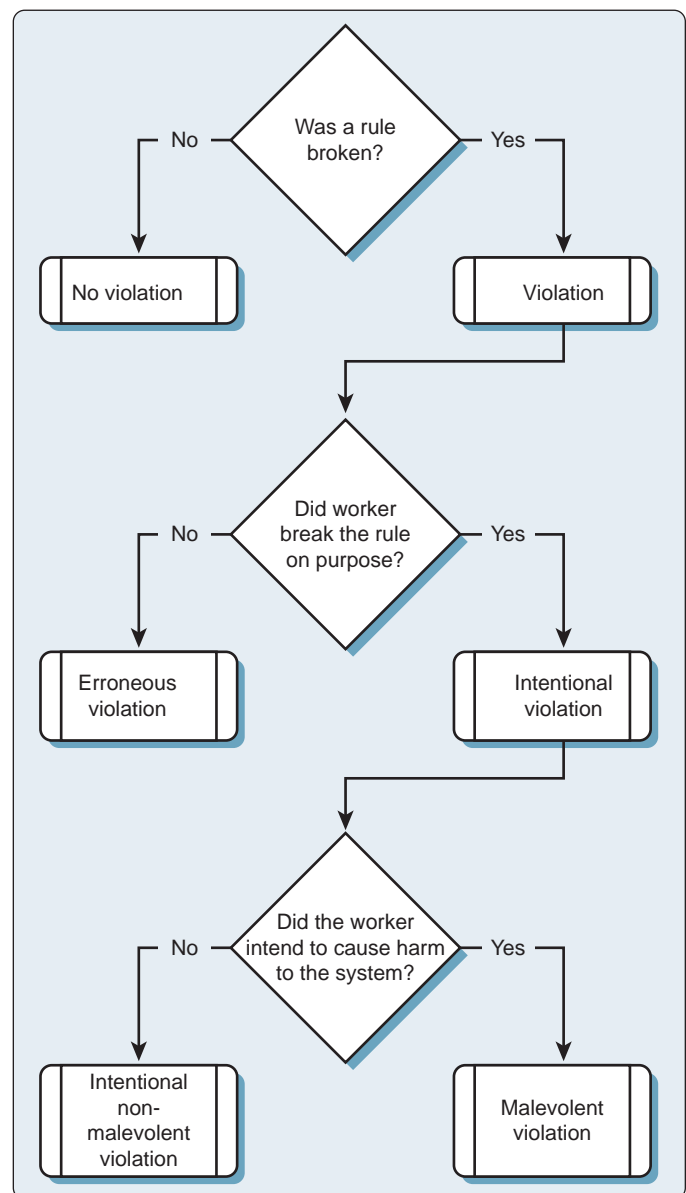 Was a rule
broken?
No
Yes
No violation
Violation
Did worker
break the rule
on purpose?
No
Yes
Erroneous
violation
Intentional
violation
Did the worker
intend to cause harm
to the system?
No
Yes
Intentional
non-
malevolent
violation
Malevolent
violation